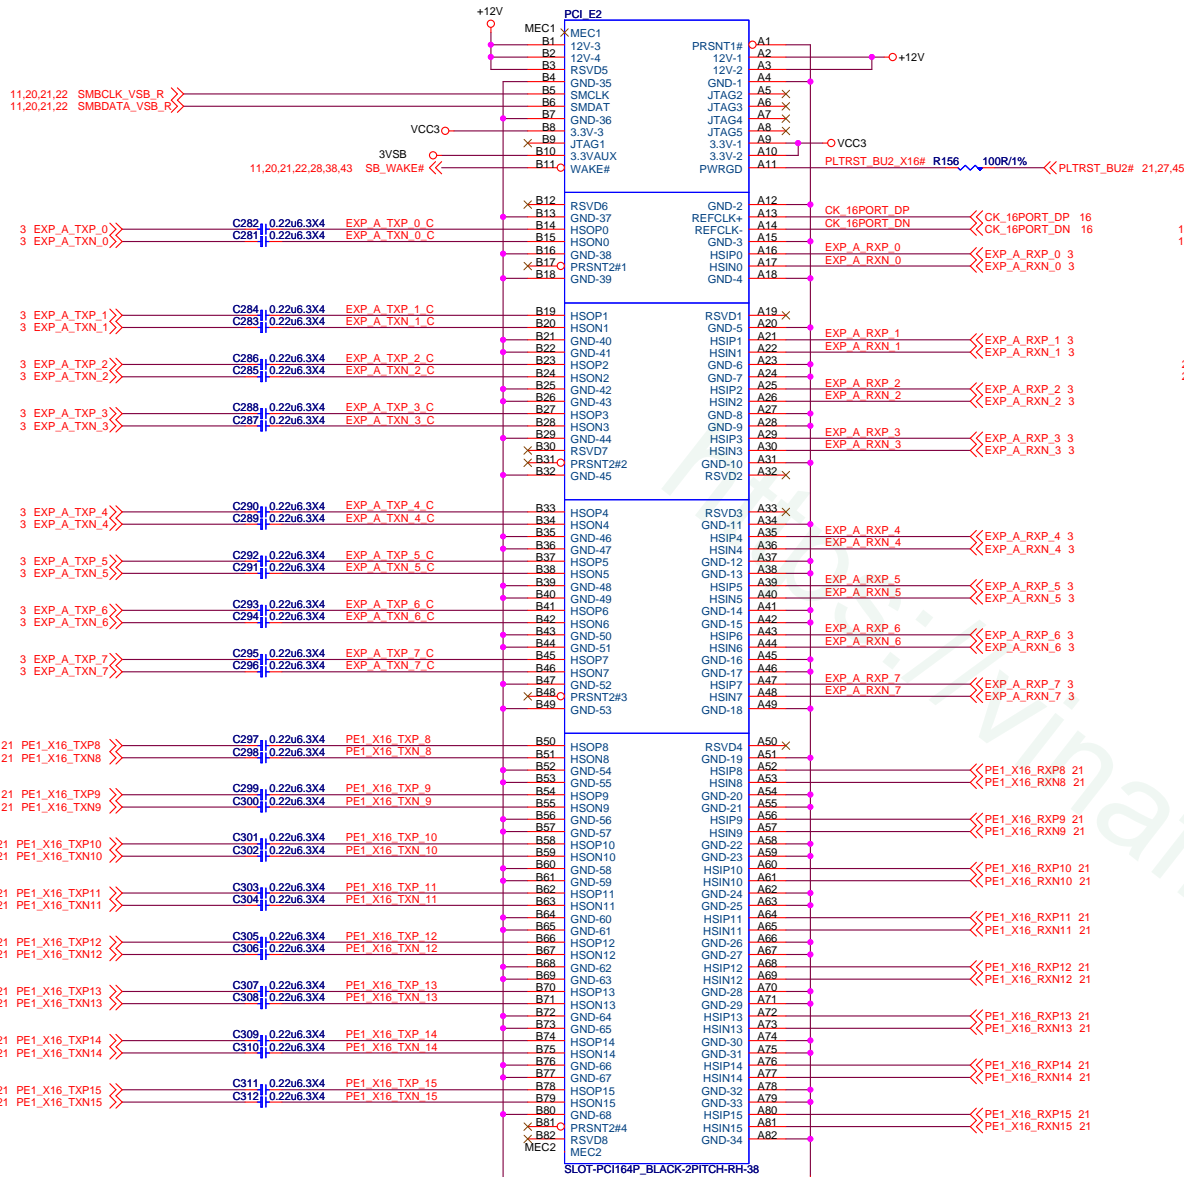 +12V
PCI_E2
MEC1 MEC1
B1 12V-3 PRSNT1# A1
B2 12V-4 12V-1 A2 +12V
B3 RSVD5 12V-2 A3
B4 GND-35 GND-1 A4
11,20,21,22 SMBCLK_VSB_R B5 SMCLK JTAG2 A5
11,20,21,22 SMBDATA_VSB_R B6 SMDAT JTAG3 A6
B7 GND-36 JTAG4 A7
VCC3 B8 3.3V-3 JTAG5 A8
B9 JTAG1 3.3V-1 A9 VCC3
3VSB B10 3.3VAUX 3.3V-2 A10
11,20,21,22,28,38,43 SB_WAKE# B11 WAKE# PWRGD A11 PLTRST_BU2_X16# R156 100R/1% PLTRST_BU2# 21,27,45
B12 RSVD6 GND-2 A12
B13 GND-37 REFCLK+ A13 CK_16PORT_DP CK_16PORT_DP 16
3 EXP_A_TXP_0 C282 0.22u6.3X4 EXP_A_TXP_0_C B14 HSOP0 REFCLK- A14 CK_16PORT_DN CK_16PORT_DN 16
3 EXP_A_TXN_0 C281 0.22u6.3X4 EXP_A_TXN_0_C B15 HSON0 GND-3 A15
B16 GND-38 HSIP0 A16 EXP_A_RXP_0 EXP_A_RXP_0 3
B17 PRSNT2#1 HSIN0 A17 EXP_A_RXN_0 EXP_A_RXN_0 3
B18 GND-39 GND-4 A18
3 EXP_A_TXP_1 C284 0.22u6.3X4 EXP_A_TXP_1_C B19 HSOP1 RSVD1 A19
3 EXP_A_TXN_1 C283 0.22u6.3X4 EXP_A_TXN_1_C B20 HSON1 GND-5 A20
B21 GND-40 HSIP1 A21 EXP_A_RXP_1 EXP_A_RXP_1 3
B22 GND-41 HSIN1 A22 EXP_A_RXN_1 EXP_A_RXN_1 3
3 EXP_A_TXP_2 C286 0.22u6.3X4 EXP_A_TXP_2_C B23 HSOP2 GND-6 A23
3 EXP_A_TXN_2 C285 0.22u6.3X4 EXP_A_TXN_2_C B24 HSON2 GND-7 A24
B25 GND-42 HSIP2 A25 EXP_A_RXP_2 EXP_A_RXP_2 3
B26 GND-43 HSIN2 A26 EXP_A_RXN_2 EXP_A_RXN_2 3
3 EXP_A_TXP_3 C288 0.22u6.3X4 EXP_A_TXP_3_C B27 HSOP3 GND-8 A27
3 EXP_A_TXN_3 C287 0.22u6.3X4 EXP_A_TXN_3_C B28 HSON3 GND-9 A28
B29 GND-44 HSIP3 A29 EXP_A_RXP_3 EXP_A_RXP_3 3
B30 RSVD7 HSIN3 A30 EXP_A_RXN_3 EXP_A_RXN_3 3
B31 PRSNT2#2 GND-10 A31
B32 GND-45 RSVD2 A32
3 EXP_A_TXP_4 C290 0.22u6.3X4 EXP_A_TXP_4_C B33 HSOP4 RSVD3 A33
3 EXP_A_TXN_4 C289 0.22u6.3X4 EXP_A_TXN_4_C B34 HSON4 GND-11 A34
B35 GND-46 HSIP4 A35 EXP_A_RXP_4 EXP_A_RXP_4 3
B36 GND-47 HSIN4 A36 EXP_A_RXN_4 EXP_A_RXN_4 3
3 EXP_A_TXP_5 C292 0.22u6.3X4 EXP_A_TXP_5_C B37 HSOP5 GND-12 A37
3 EXP_A_TXN_5 C291 0.22u6.3X4 EXP_A_TXN_5_C B38 HSON5 GND-13 A38
B39 GND-48 HSIP5 A39 EXP_A_RXP_5 EXP_A_RXP_5 3
B40 GND-49 HSIN5 A40 EXP_A_RXN_5 EXP_A_RXN_5 3
3 EXP_A_TXP_6 C293 0.22u6.3X4 EXP_A_TXP_6_C B41 HSOP6 GND-14 A41
3 EXP_A_TXN_6 C294 0.22u6.3X4 EXP_A_TXN_6_C B42 HSON6 GND-15 A42
B43 GND-50 HSIP6 A43 EXP_A_RXP_6 EXP_A_RXP_6 3
B44 GND-51 HSIN6 A44 EXP_A_RXN_6 EXP_A_RXN_6 3
3 EXP_A_TXP_7 C295 0.22u6.3X4 EXP_A_TXP_7_C B45 HSOP7 GND-16 A45
3 EXP_A_TXN_7 C296 0.22u6.3X4 EXP_A_TXN_7_C B46 HSON7 GND-17 A46
B47 GND-52 HSIP7 A47 EXP_A_RXP_7 EXP_A_RXP_7 3
B48 PRSNT2#3 HSIN7 A48 EXP_A_RXN_7 EXP_A_RXN_7 3
B49 GND-53 GND-18 A49
21 PE1_X16_TXP8 C297 0.22u6.3X4 PE1_X16_TXP_8 B50 HSOP8 RSVD4 A50
21 PE1_X16_TXN8 C298 0.22u6.3X4 PE1_X16_TXN_8 B51 HSON8 GND-19 A51
B52 GND-54 HSIP8 A52 PE1_X16_RXP8 21
B53 GND-55 HSIN8 A53 PE1_X16_RXN8 21
21 PE1_X16_TXP9 C299 0.22u6.3X4 PE1_X16_TXP_9 B54 HSOP9 GND-20 A54
21 PE1_X16_TXN9 C300 0.22u6.3X4 PE1_X16_TXN_9 B55 HSON9 GND-21 A55
B56 GND-56 HSIP9 A56 PE1_X16_RXP9 21
B57 GND-57 HSIN9 A57 PE1_X16_RXN9 21
21 PE1_X16_TXP10 C301 0.22u6.3X4 PE1_X16_TXP_10 B58 HSOP10 GND-22 A58
21 PE1_X16_TXN10 C302 0.22u6.3X4 PE1_X16_TXN_10 B59 HSON10 GND-23 A59
B60 GND-58 HSIP10 A60 PE1_X16_RXP10 21
B61 GND-59 HSIN10 A61 PE1_X16_RXN10 21
21 PE1_X16_TXP11 C303 0.22u6.3X4 PE1_X16_TXP_11 B62 HSOP11 GND-24 A62
21 PE1_X16_TXN11 C304 0.22u6.3X4 PE1_X16_TXN_11 B63 HSON11 GND-25 A63
B64 GND-60 HSIP11 A64 PE1_X16_RXP11 21
B65 GND-61 HSIN11 A65 PE1_X16_RXN11 21
21 PE1_X16_TXP12 C305 0.22u6.3X4 PE1_X16_TXP_12 B66 HSOP12 GND-26 A66
21 PE1_X16_TXN12 C306 0.22u6.3X4 PE1_X16_TXN_12 B67 HSON12 GND-27 A67
B68 GND-62 HSIP12 A68 PE1_X16_RXP12 21
B69 GND-63 HSIN12 A69 PE1_X16_RXN12 21
21 PE1_X16_TXP13 C307 0.22u6.3X4 PE1_X16_TXP_13 B70 HSOP13 GND-28 A70
21 PE1_X16_TXN13 C308 0.22u6.3X4 PE1_X16_TXN_13 B71 HSON13 GND-29 A71
B72 GND-64 HSIP13 A72 PE1_X16_RXP13 21
B73 GND-65 HSIN13 A73 PE1_X16_RXN13 21
21 PE1_X16_TXP14 C309 0.22u6.3X4 PE1_X16_TXP_14 B74 HSOP14 GND-30 A74
21 PE1_X16_TXN14 C310 0.22u6.3X4 PE1_X16_TXN_14 B75 HSON14 GND-31 A75
B76 GND-66 HSIP14 A76 PE1_X16_RXP14 21
B77 GND-67 HSIN14 A77 PE1_X16_RXN14 21
21 PE1_X16_TXP15 C311 0.22u6.3X4 PE1_X16_TXP_15 B78 HSOP15 GND-32 A78
21 PE1_X16_TXN15 C312 0.22u6.3X4 PE1_X16_TXN_15 B79 HSON15 GND-33 A79
B80 GND-68 HSIP15 A80 PE1_X16_RXP15 21
B81 PRSNT2#4 HSIN15 A81 PE1_X16_RXN15 21
B82 RSVD8 GND-34 A82
MEC2 MEC2
SLOT-PCI164P_BLACK-2PITCH-RH-38
https://vinaf